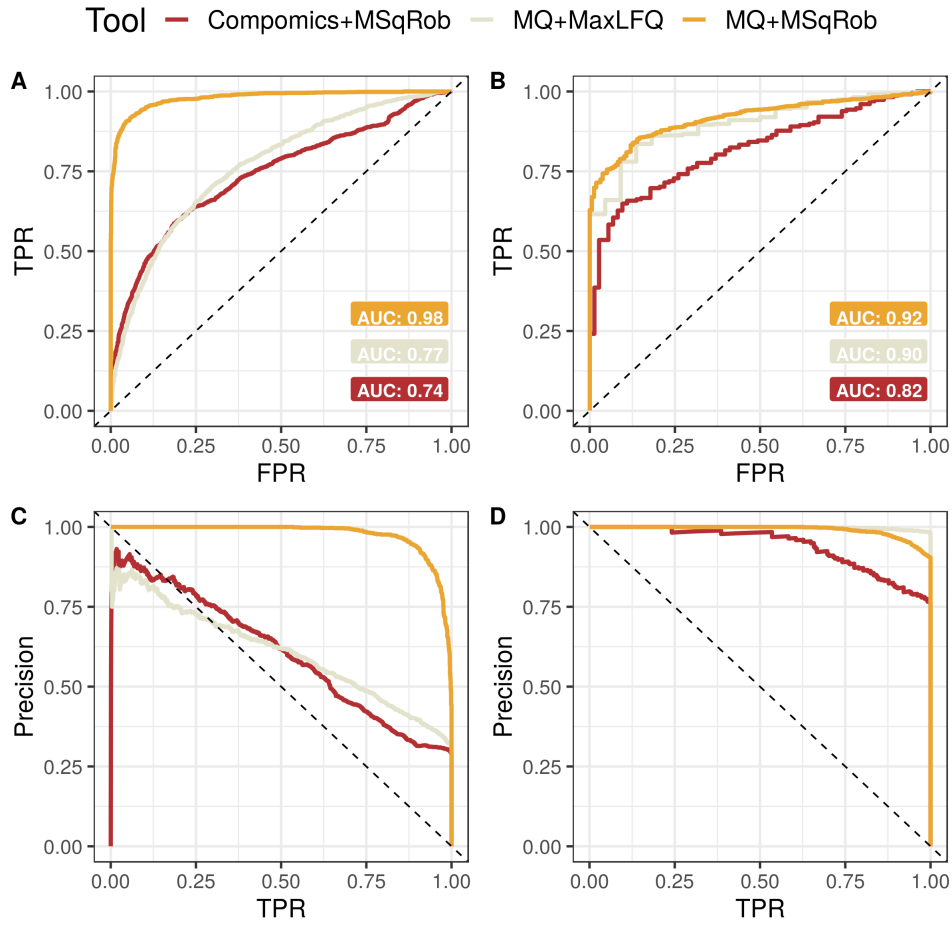 Tool Compomics+MSqRob MQ+MaxLFQ MQ+MSqRob
A
1.00
0.75
0.50
0.25
0.00
TPR
AUC: 0.98
AUC: 0.77
AUC: 0.74
0.00 0.25 0.50 0.75 1.00
FPR
B
1.00
0.75
0.50
0.25
0.00
TPR
AUC: 0.92
AUC: 0.90
AUC: 0.82
0.00 0.25 0.50 0.75 1.00
FPR
C
1.00
0.75
0.50
0.25
0.00
Precision
0.00 0.25 0.50 0.75 1.00
TPR
D
1.00
0.75
0.50
0.25
0.00
Precision
0.00 0.25 0.50 0.75 1.00
TPR